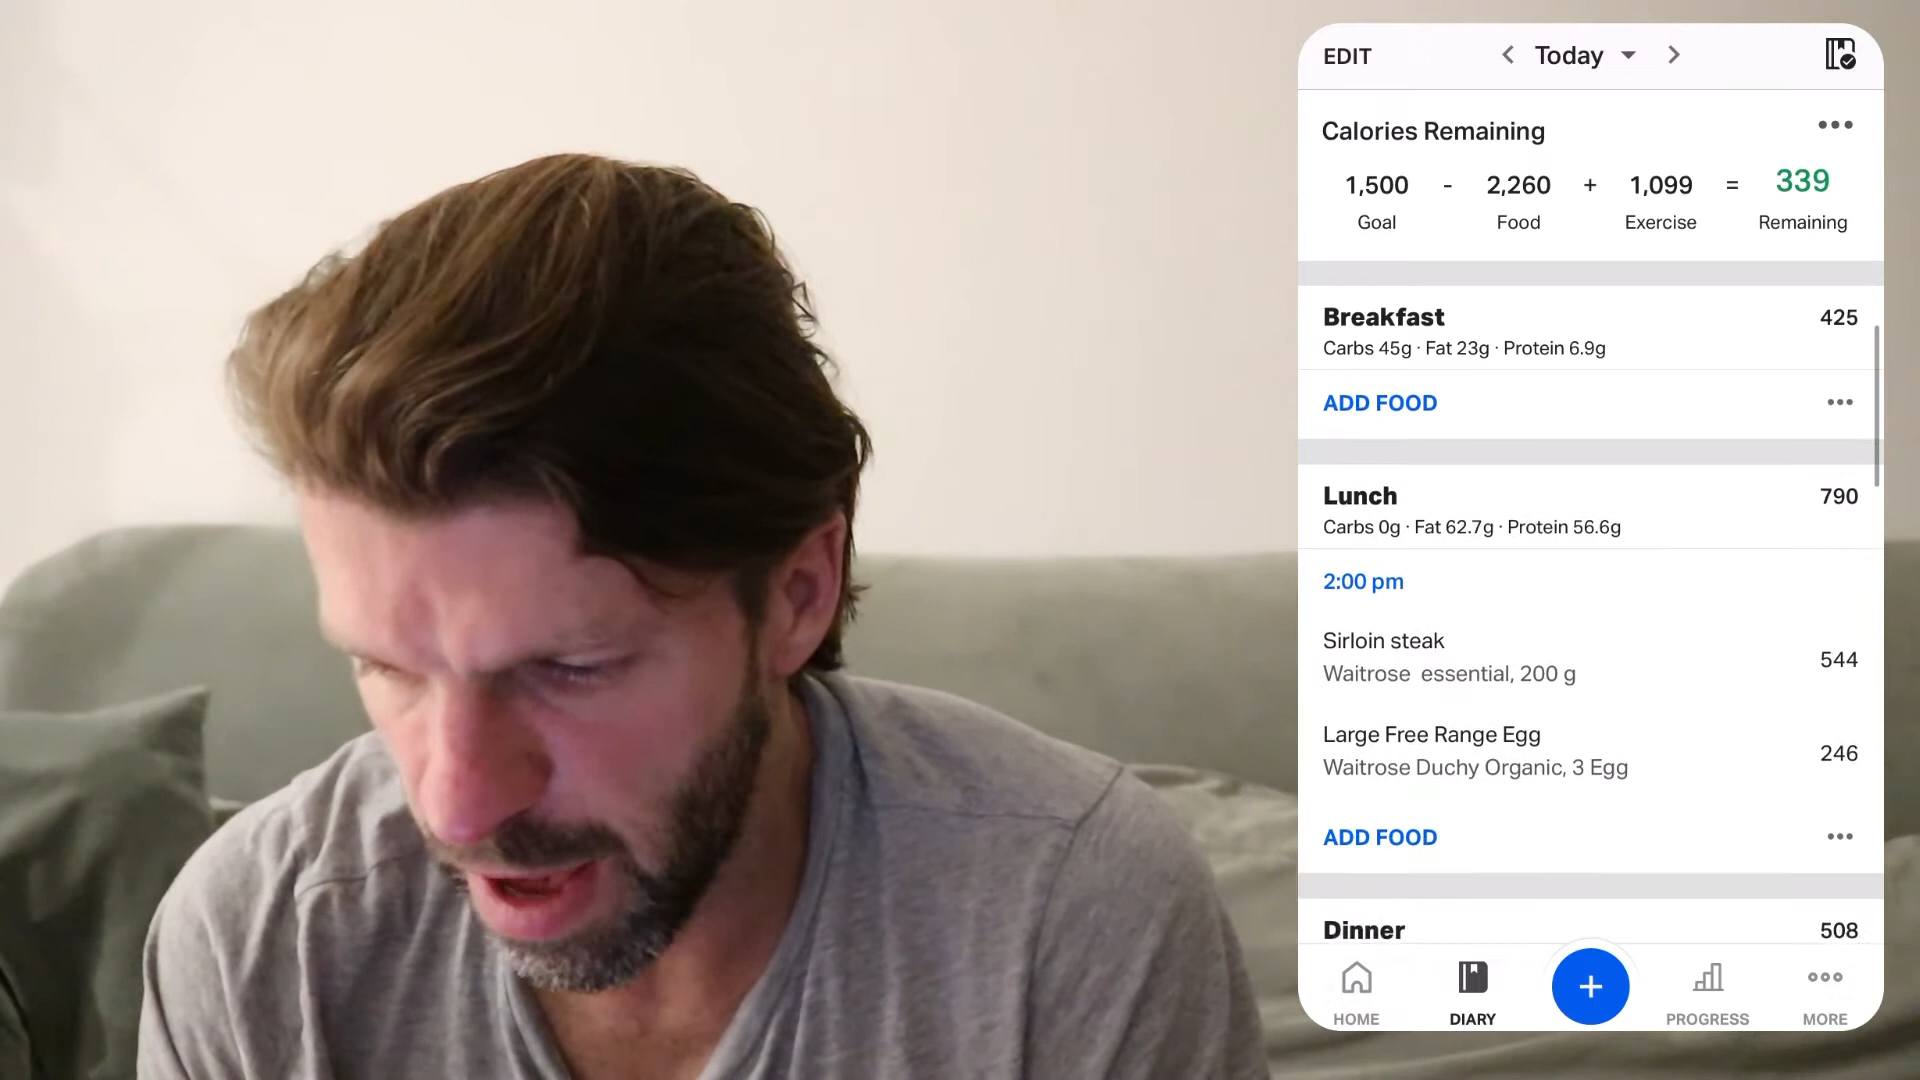 EDIT
Today
Calories Remaining
1,500 - 2,260 + 1,099 = 339
Goal Food Exercise Remaining
Breakfast 425
Carbs 45g · Fat 23g · Protein 6.9g
ADD FOOD
Lunch 790
Carbs 0g · Fat 62.7g · Protein 56.6g
2:00 pm
Sirloin steak
Waitrose essential, 200 g
544
Large Free Range Egg
Waitrose Duchy Organic, 3 Egg
246
ADD FOOD
Dinner 508
HOME DIARY PROGRESS MORE